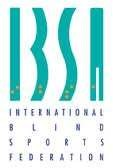 IBSA
INTERNATIONAL
BLIND
SPORTS
FEDERATION